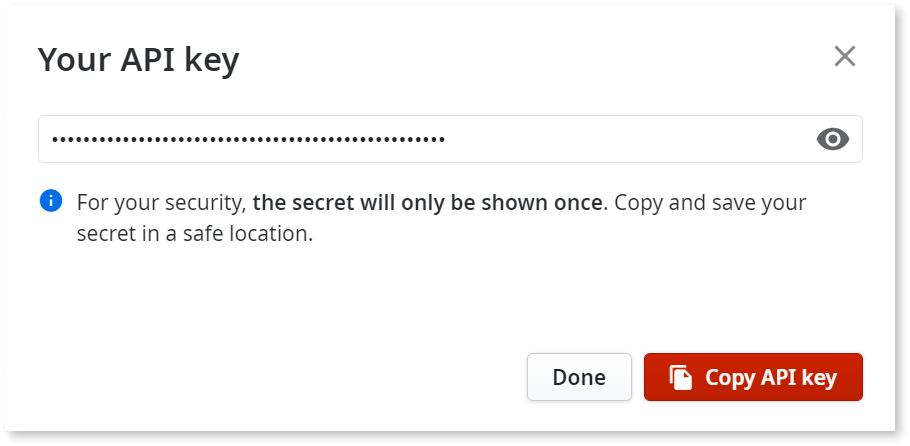 Your API key
For your security, the secret will only be shown once. Copy and save your
secret in a safe location.
Done
Copy API key